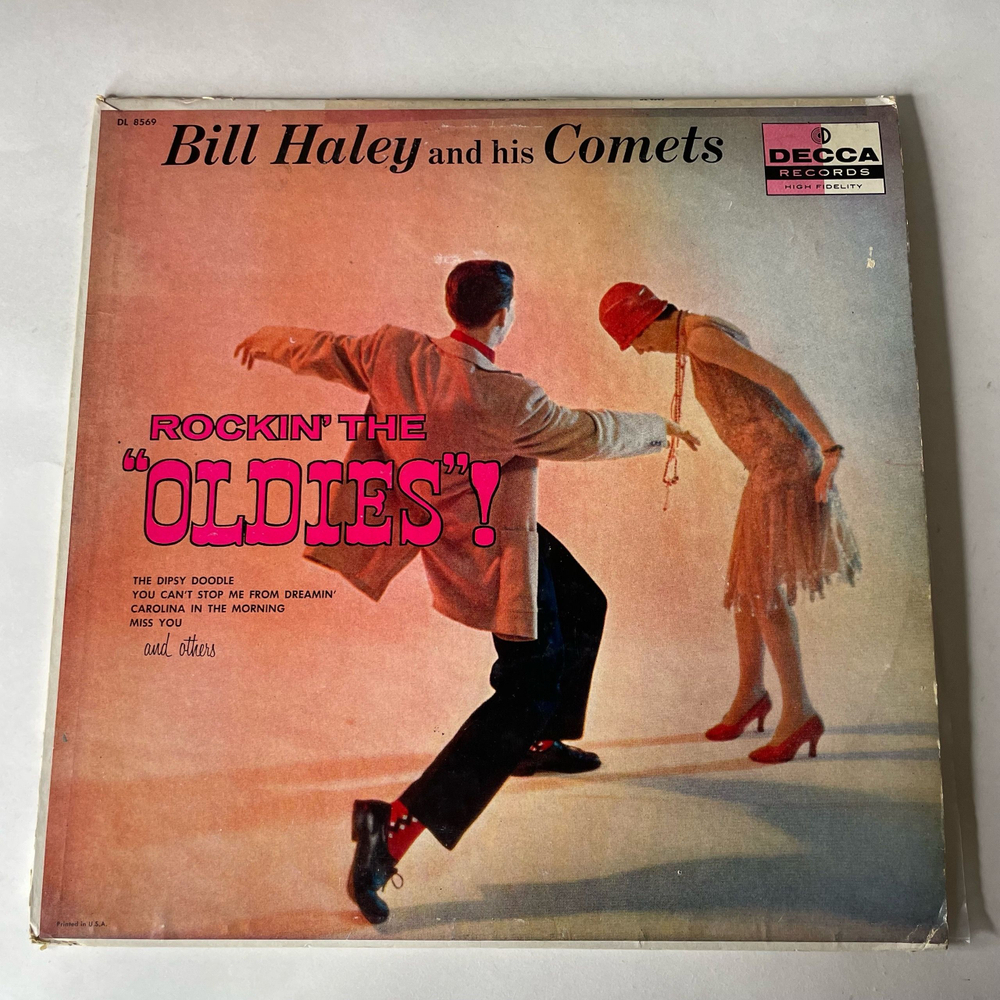 DL 8569
Bill Haley and his Comets
DECCA
RECORDS
HIGH FIDELITY
ROCKIN' THE
"OLDIES"!
THE DIPSY DOODLE
YOU CAN'T STOP ME FROM DREAMIN'
CAROLINA IN THE MORNING
MISS YOU
and others
Printed in U.S.A.